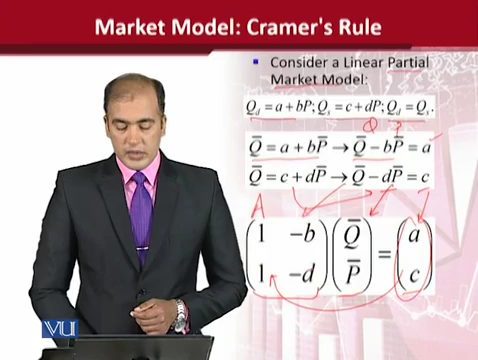 Market Model: Cramer's Rule
▪ Consider a Linear Partial
Market Model:
Q_d = a + bP; Q_s = c + dP; Q_d = Q_s.
Q
Q̄ = a + bP̄ → Q̄ − bP̄ = a
Q̄ = c + dP̄ → Q̄ − dP̄ = c
A
(1 −b) (Q̄) = (a)
(1 −d) (P̄) (c)
VU